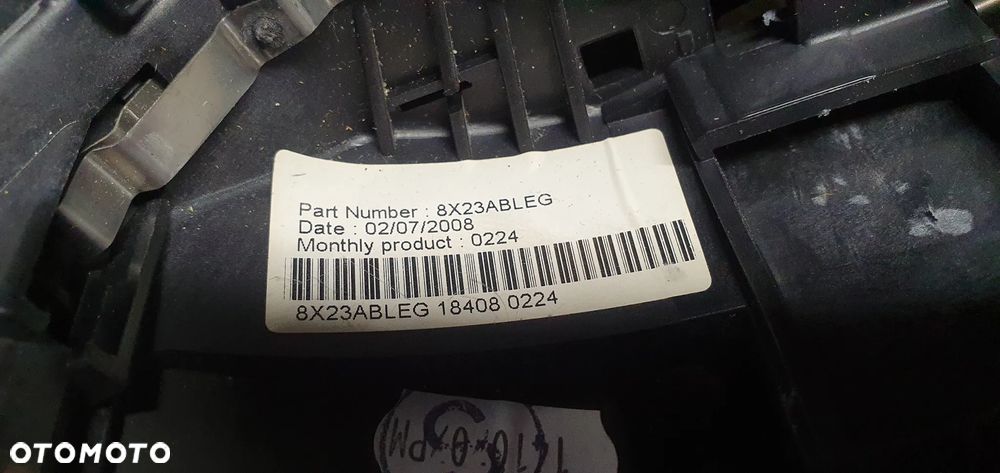 Part Number : 8X23ABLEG
Date : 02/07/2008
Monthly product : 0224
8X23ABLEG 18408 0224
OTOMOTO